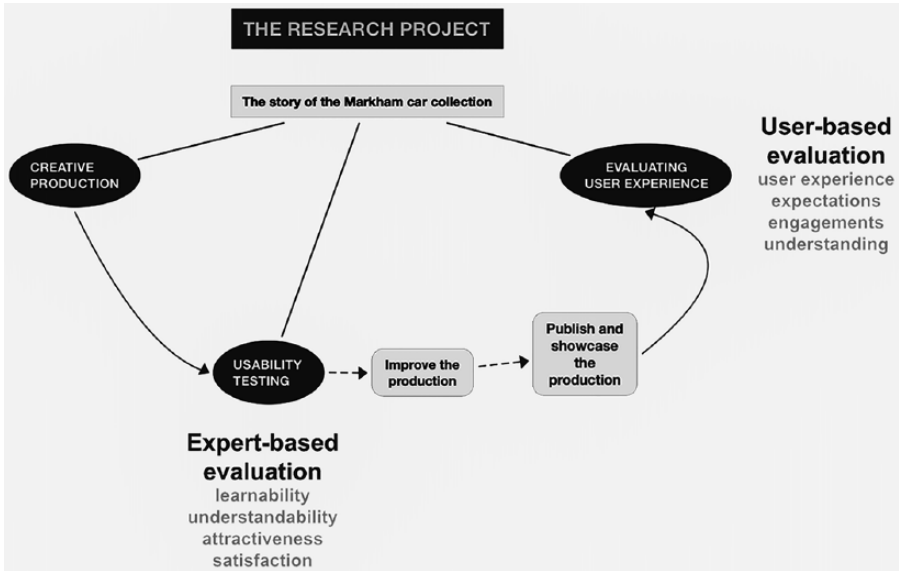 THE RESEARCH PROJECT
The story of the Markham car collection
CREATIVE
PRODUCTION
EVALUATING
USER EXPERIENCE
User-based
evaluation
user experience
expectations
engagements
understanding
USABILITY
TESTING
Improve the
production
Publish and
showcase
the
production
Expert-based
evaluation
learnability
understandability
attractiveness
satisfaction